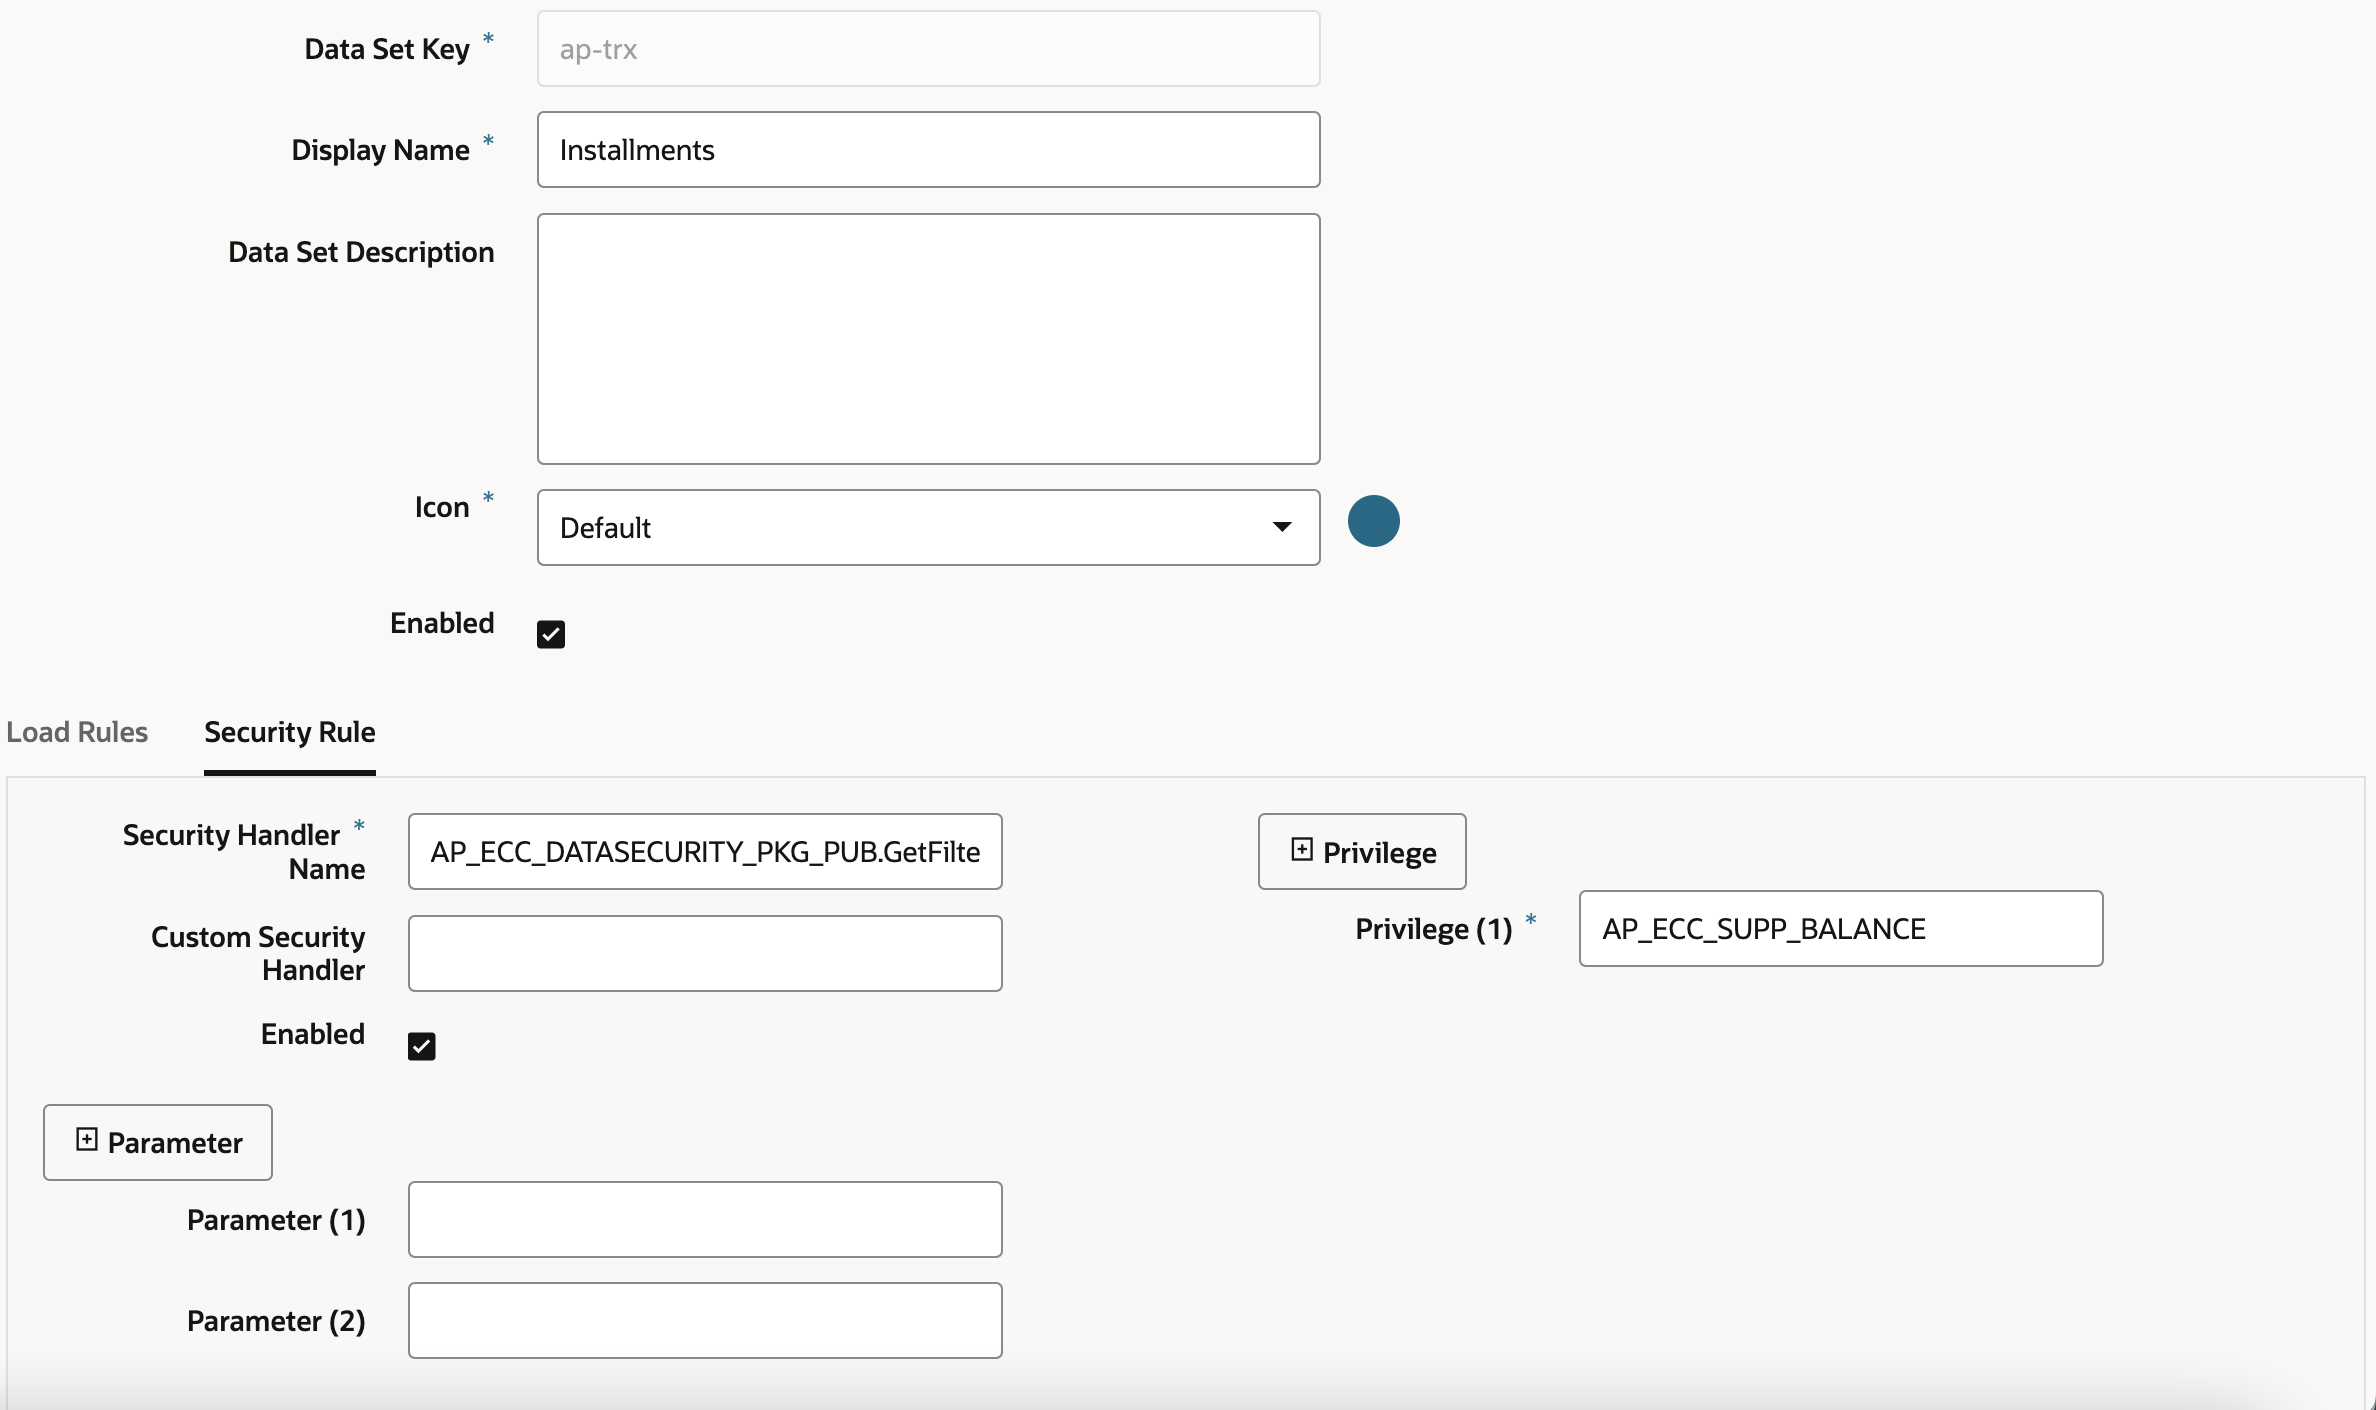 Data Set Key *
ap-trx
Display Name *
Installments
Data Set Description
Icon *
Default
Enabled
Load Rules
Security Rule
Security Handler *
Name
AP_ECC_DATASECURITY_PKG_PUB.GetFilte
Privilege
Privilege (1) *
AP_ECC_SUPP_BALANCE
Custom Security
Handler
Enabled
Parameter
Parameter (1)
Parameter (2)